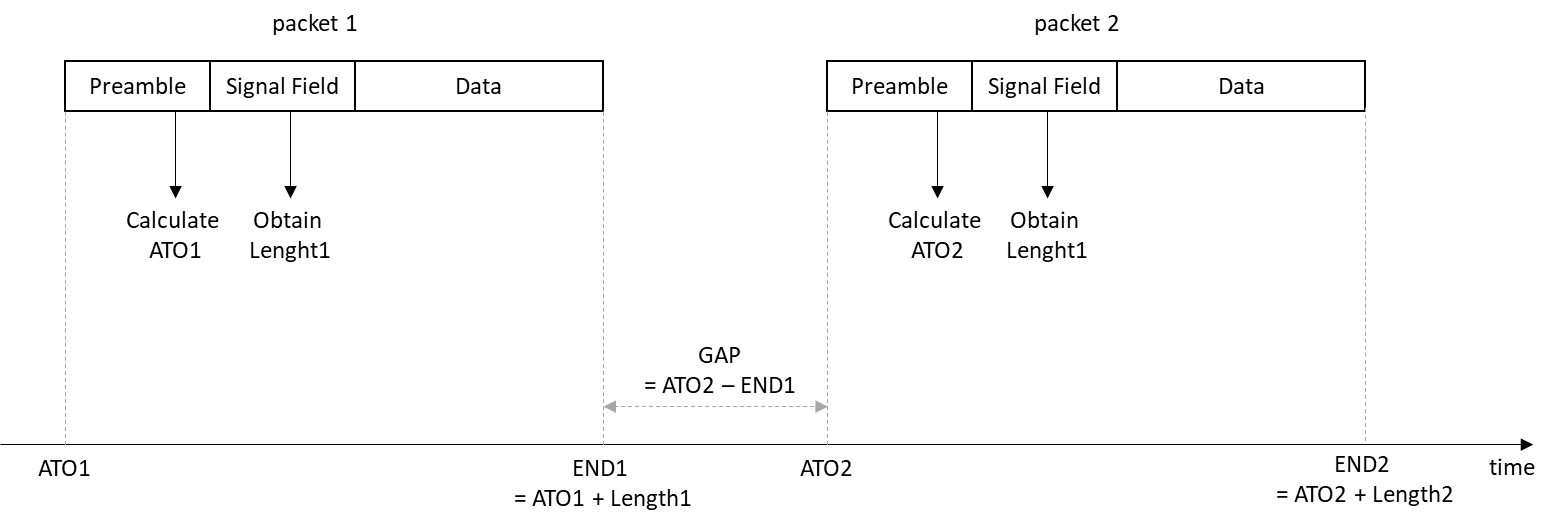 packet 1
packet 2
Preamble
Signal Field
Data
Preamble
Signal Field
Data
Calculate
ATO1
Obtain
Lenght1
Calculate
ATO2
Obtain
Lenght1
GAP
= ATO2 – END1
ATO1
END1
= ATO1 + Length1
ATO2
END2
= ATO2 + Length2
time